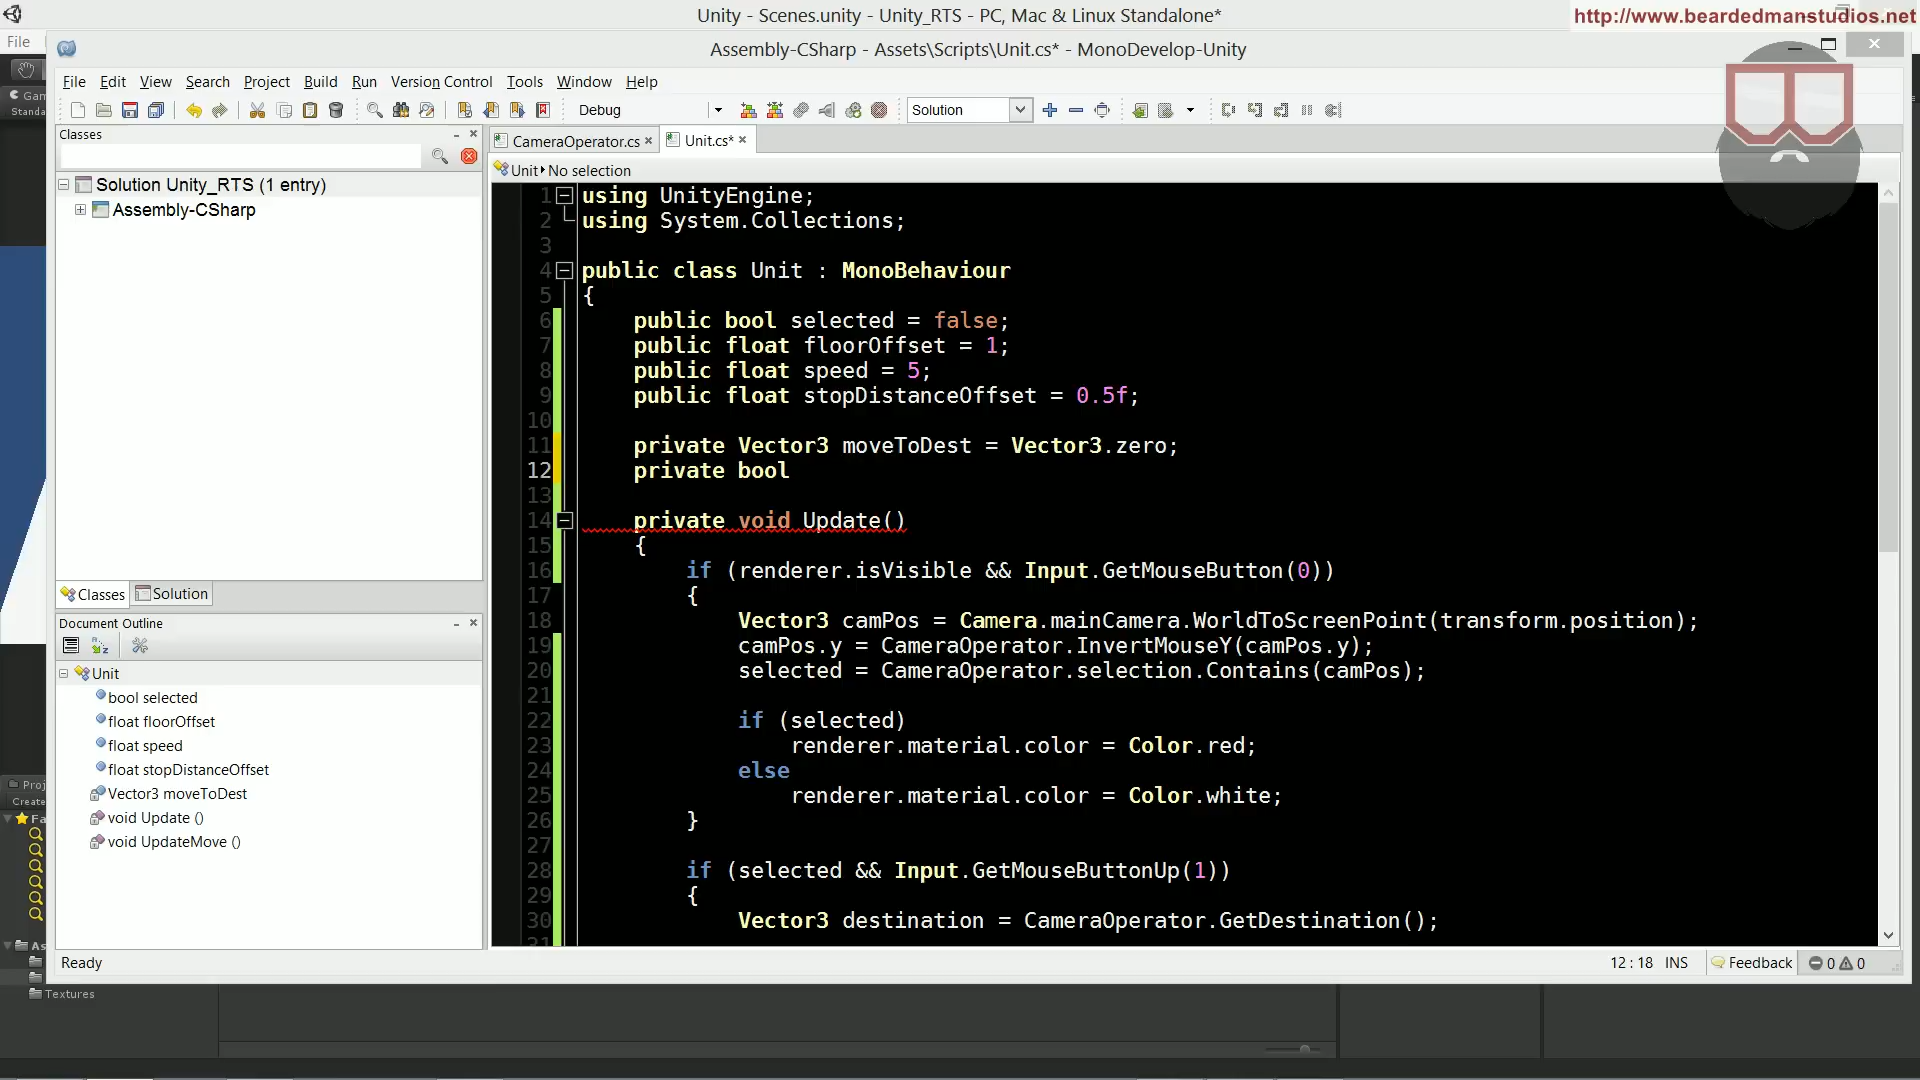 Unity - Scenes.unity - Unity_RTS - PC, Mac & Linux Standalone*
http://www.beardedmanstudios.net
File
Assembly-CSharp - Assets\Scripts\Unit.cs* - MonoDevelop-Unity
File Edit View Search Project Build Run Version Control Tools Window Help
Gam
Standa
Debug
Solution
Classes
CameraOperator.cs
Unit.cs*
Unit
No selection
Solution Unity_RTS (1 entry)
Assembly-CSharp
1 using UnityEngine;
2 using System.Collections;
3
4 public class Unit : MonoBehaviour
5 {
6 public bool selected = false;
7 public float floorOffset = 1;
8 public float speed = 5;
9 public float stopDistanceOffset = 0.5f;
10
11 private Vector3 moveToDest = Vector3.zero;
12 private bool
13
14 private void Update()
15 {
16 if (renderer.isVisible && Input.GetMouseButton(0))
17 {
18 Vector3 camPos = Camera.mainCamera.WorldToScreenPoint(transform.position);
19 camPos.y = CameraOperator.InvertMouseY(camPos.y);
20 selected = CameraOperator.selection.Contains(camPos);
21
22 if (selected)
23 renderer.material.color = Color.red;
24 else
25 renderer.material.color = Color.white;
26 }
27
28 if (selected && Input.GetMouseButtonUp(1))
29 {
30 Vector3 destination = CameraOperator.GetDestination();
Classes
Solution
Document Outline
Unit
bool selected
float floorOffset
float speed
float stopDistanceOffset
Vector3 moveToDest
void Update ()
void UpdateMove ()
Proj
Create
Fa
As
Textures
Ready
12 : 18 INS
Feedback
0
0